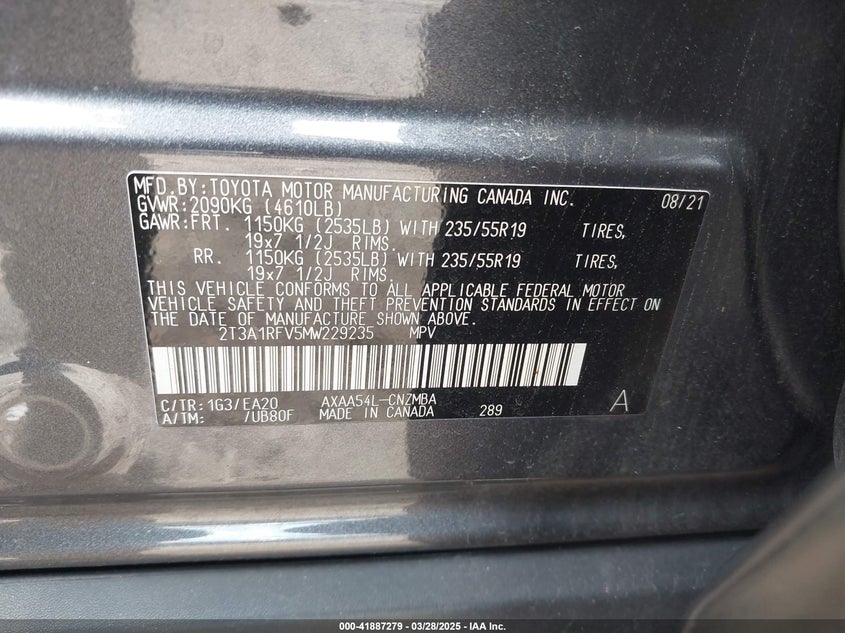 MFD.BY:TOYOTA MOTOR MANUFACTURING CANADA INC. 08/21
GVWR:2090KG (4610LB)
GAWR:FRT. 1150KG (2535LB) WITH 235/55R19 TIRES,
19x7 1/2J RIMS.
RR. 1150KG (2535LB) WITH 235/55R19 TIRES,
19x7 1/2J RIMS.
THIS VEHICLE CONFORMS TO ALL APPLICABLE FEDERAL MOTOR
VEHICLE SAFETY AND THEFT PREVENTION STANDARDS IN EFFECT ON
THE DATE OF MANUFACTURE SHOWN ABOVE.
2T3A1RFV5MW229235 MPV
C/TR:1G3/EA20 AXAA54L-CNZMBA
A/TM: /UB80F MADE IN CANADA 289 A
000-41887279 - 03/28/2025 - IAA Inc.